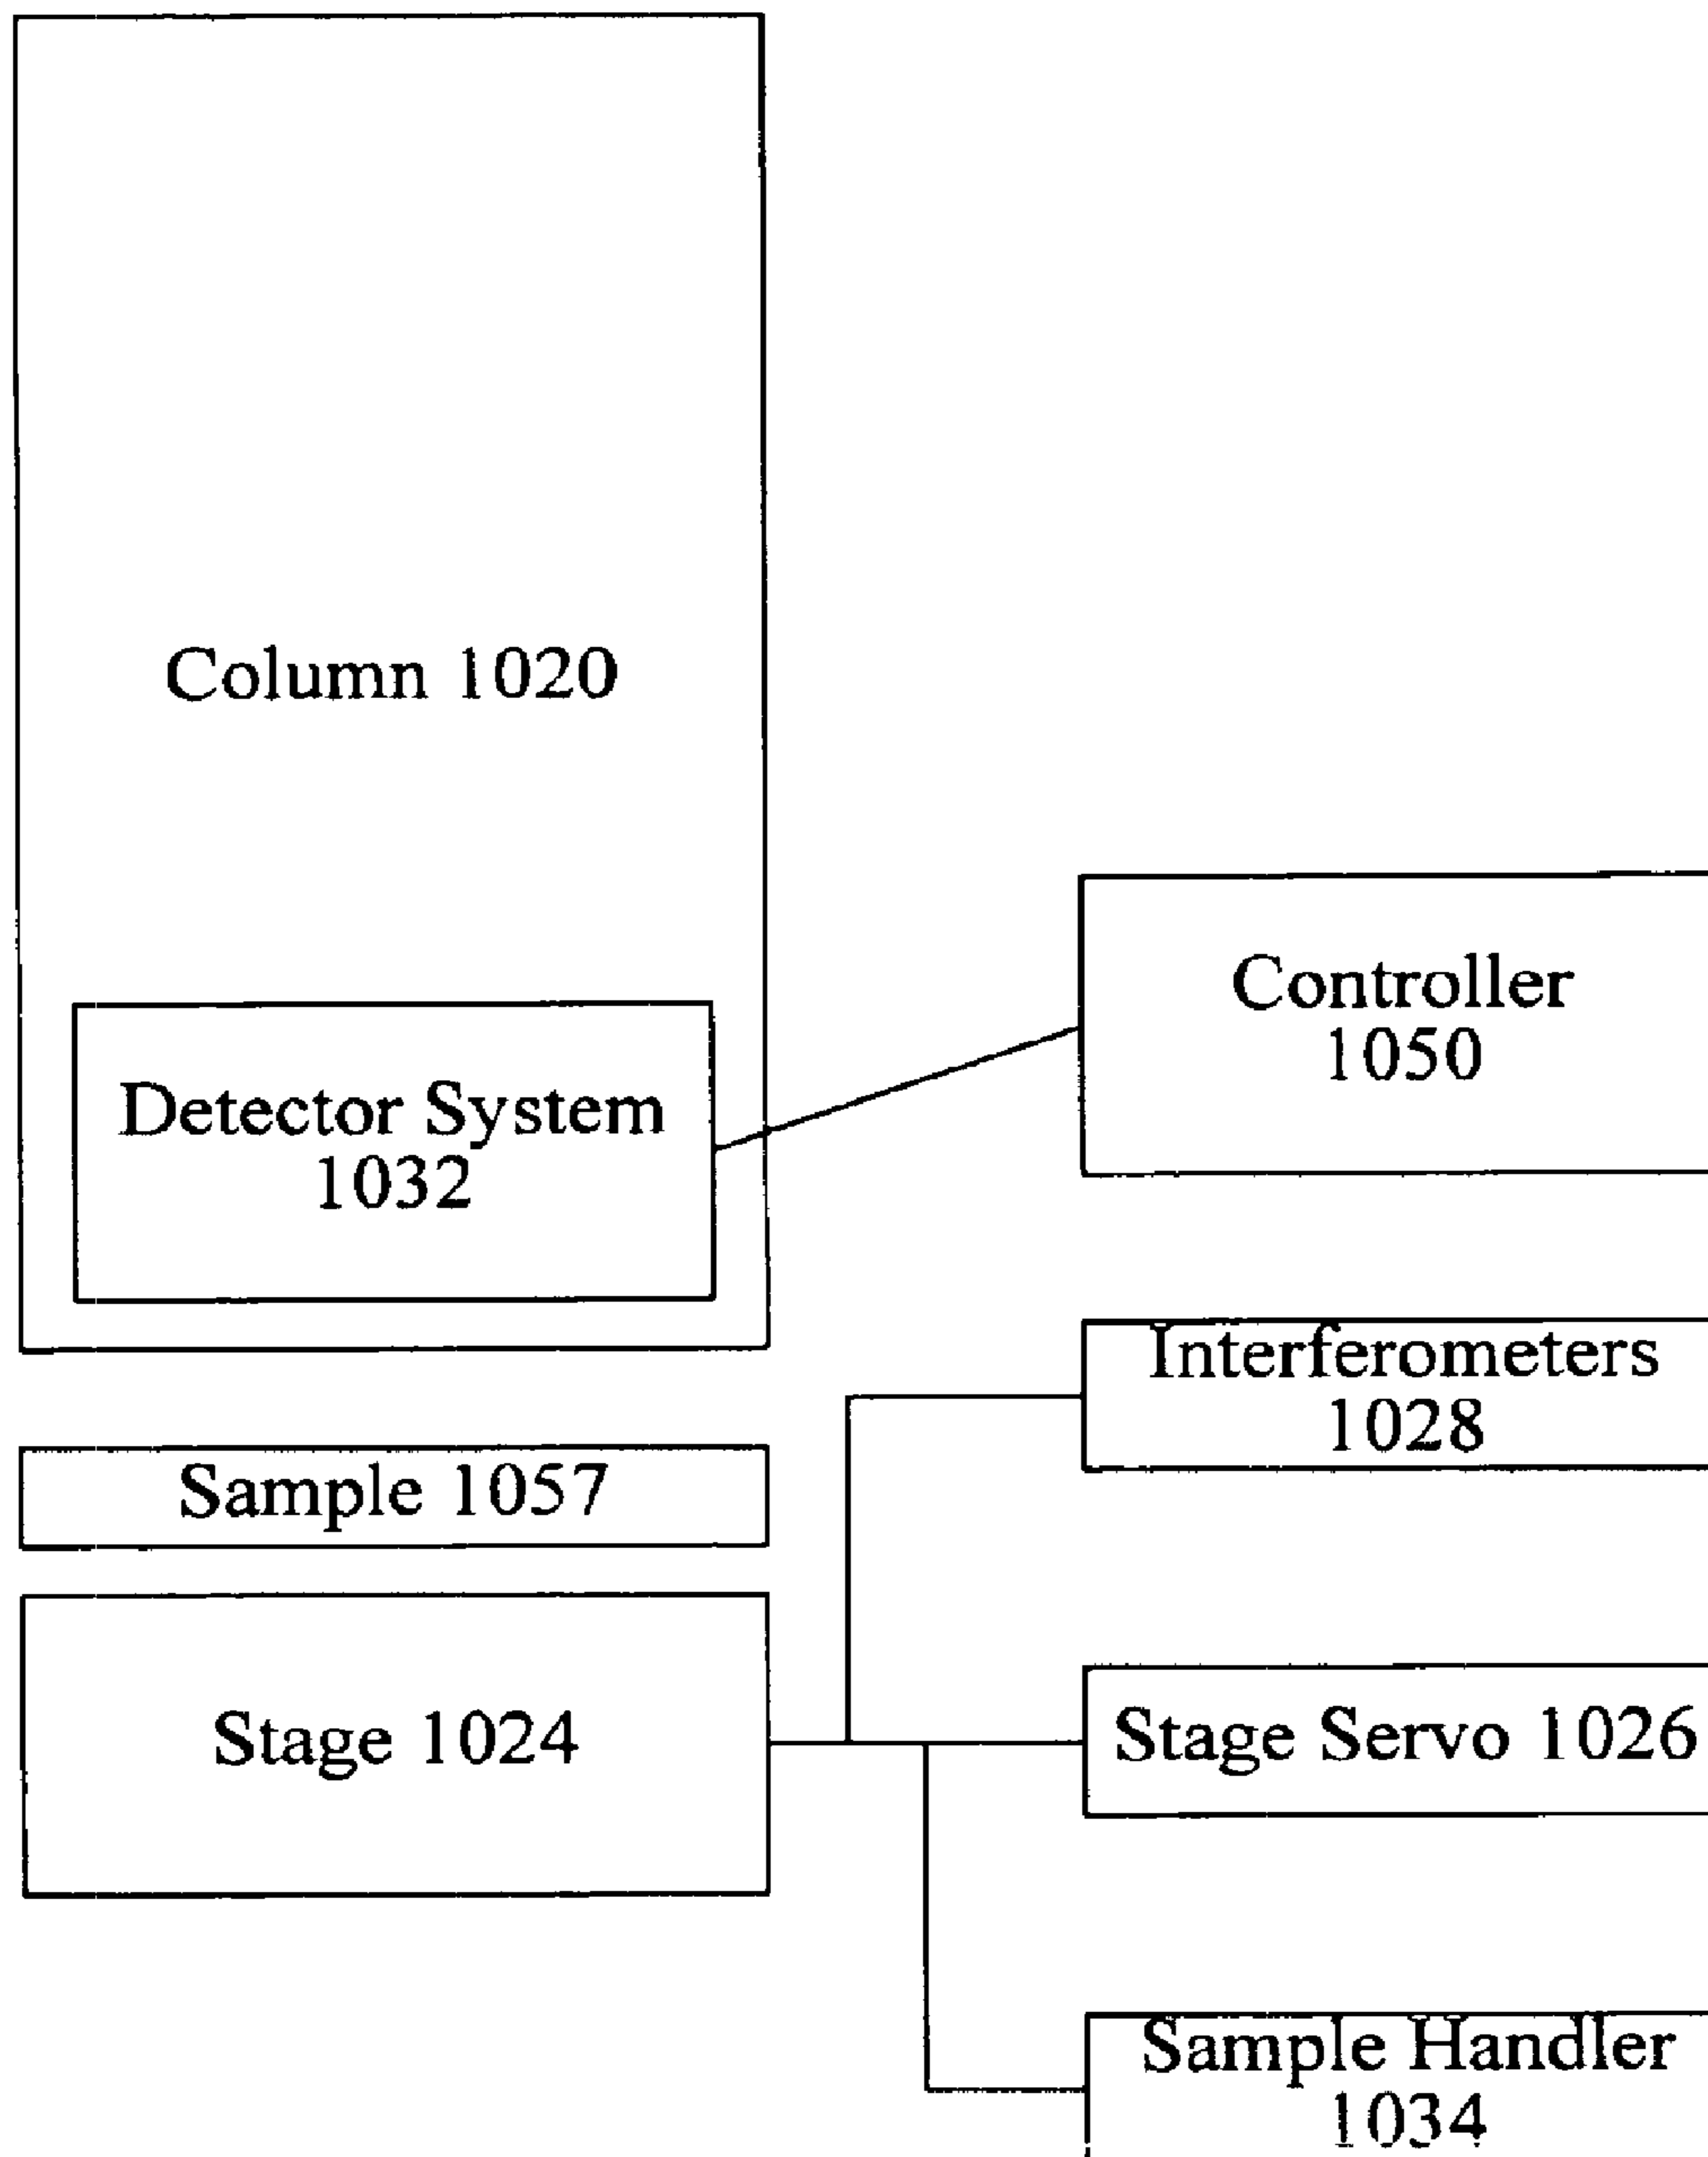 Column 1020
Detector System
1032
Controller
1050
Interferometers
1028
Sample 1057
Stage 1024
Stage Servo 1026
Sample Handler
1034